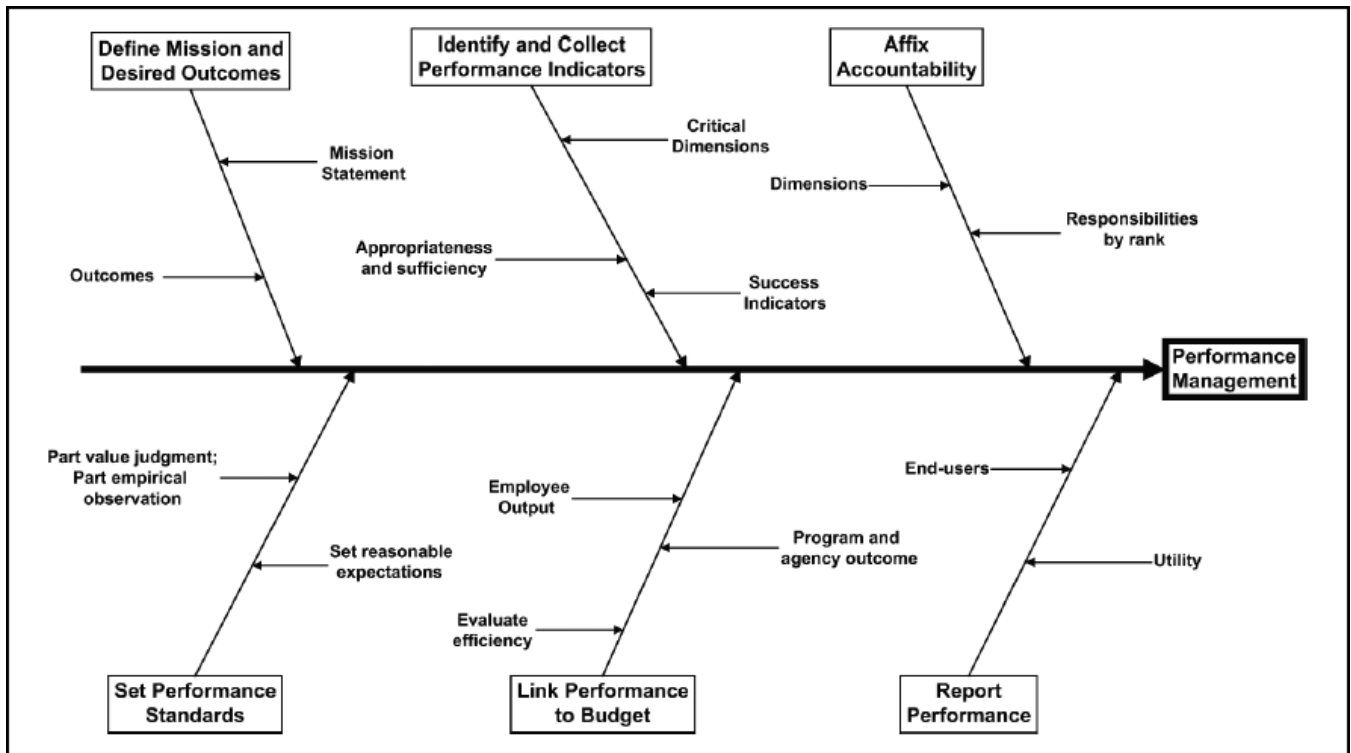 Define Mission and
Desired Outcomes
Identify and Collect
Performance Indicators
Affix
Accountability
Critical
Dimensions
Mission
Statement
Dimensions
Responsibilities
by rank
Appropriateness
and sufficiency
Outcomes
Success
Indicators
Performance
Management
Part value judgment;
Part empirical
observation
End-users
Employee
Output
Program and
agency outcome
Set reasonable
expectations
Utility
Evaluate
efficiency
Set Performance
Standards
Link Performance
to Budget
Report
Performance